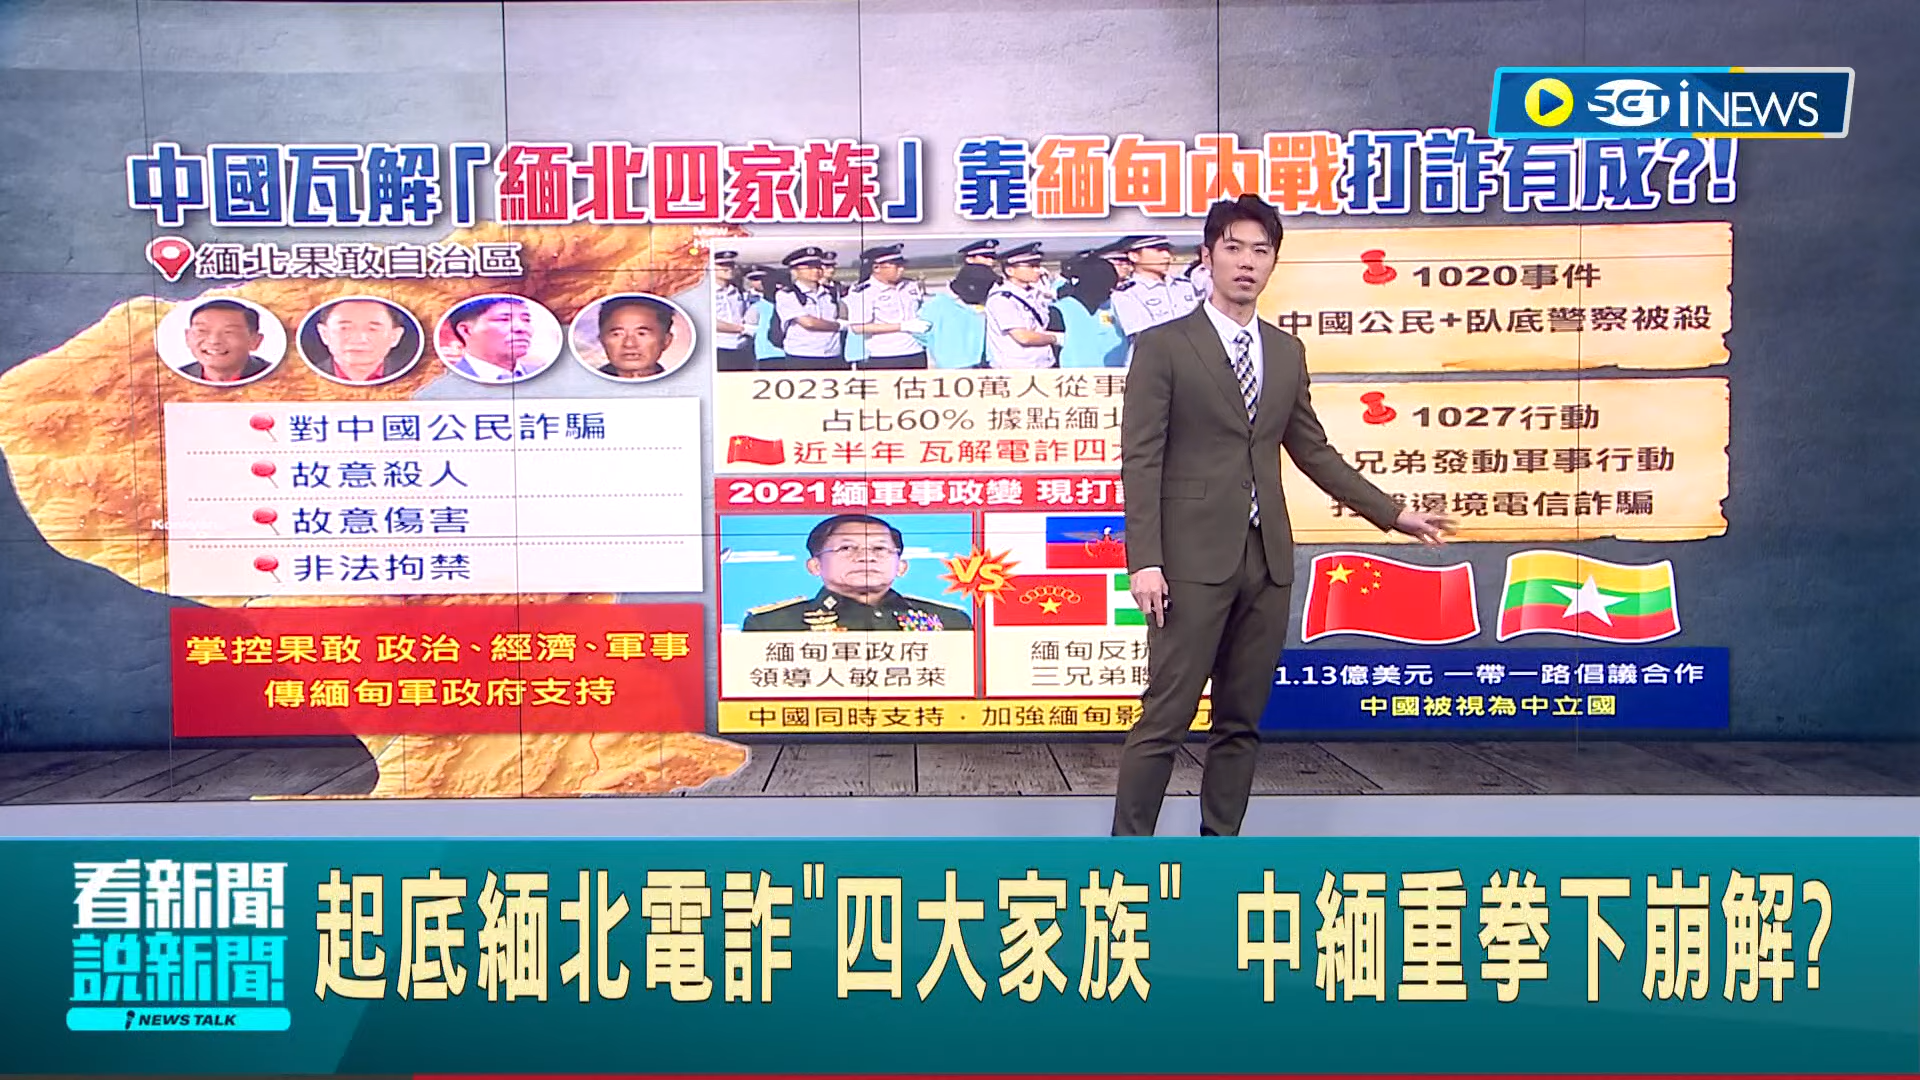 SET iNEWS
中國瓦解「緬北四家族」靠緬甸內戰打詐有成?!
緬北果敢自治區
對中國公民詐騙
故意殺人
故意傷害
非法拘禁
掌控果敢 政治、經濟、軍事
傳緬甸軍政府支持
2023年 估10萬人從事
占比60% 據點緬北
近半年 瓦解電詐四大
2021緬軍事政變 現打
VS
緬甸軍政府
領導人敏昂萊
緬甸反抗
三兄弟聯
中國同時支持，加強緬甸影
1020事件
中國公民+臥底警察被殺
1027行動
兄弟發動軍事行動
邊境電信詐騙
1.13億美元 一帶一路倡議合作
中國被視為中立國
看新聞
說新聞
iNEWS TALK
起底緬北電詐"四大家族" 中緬重拳下崩解?